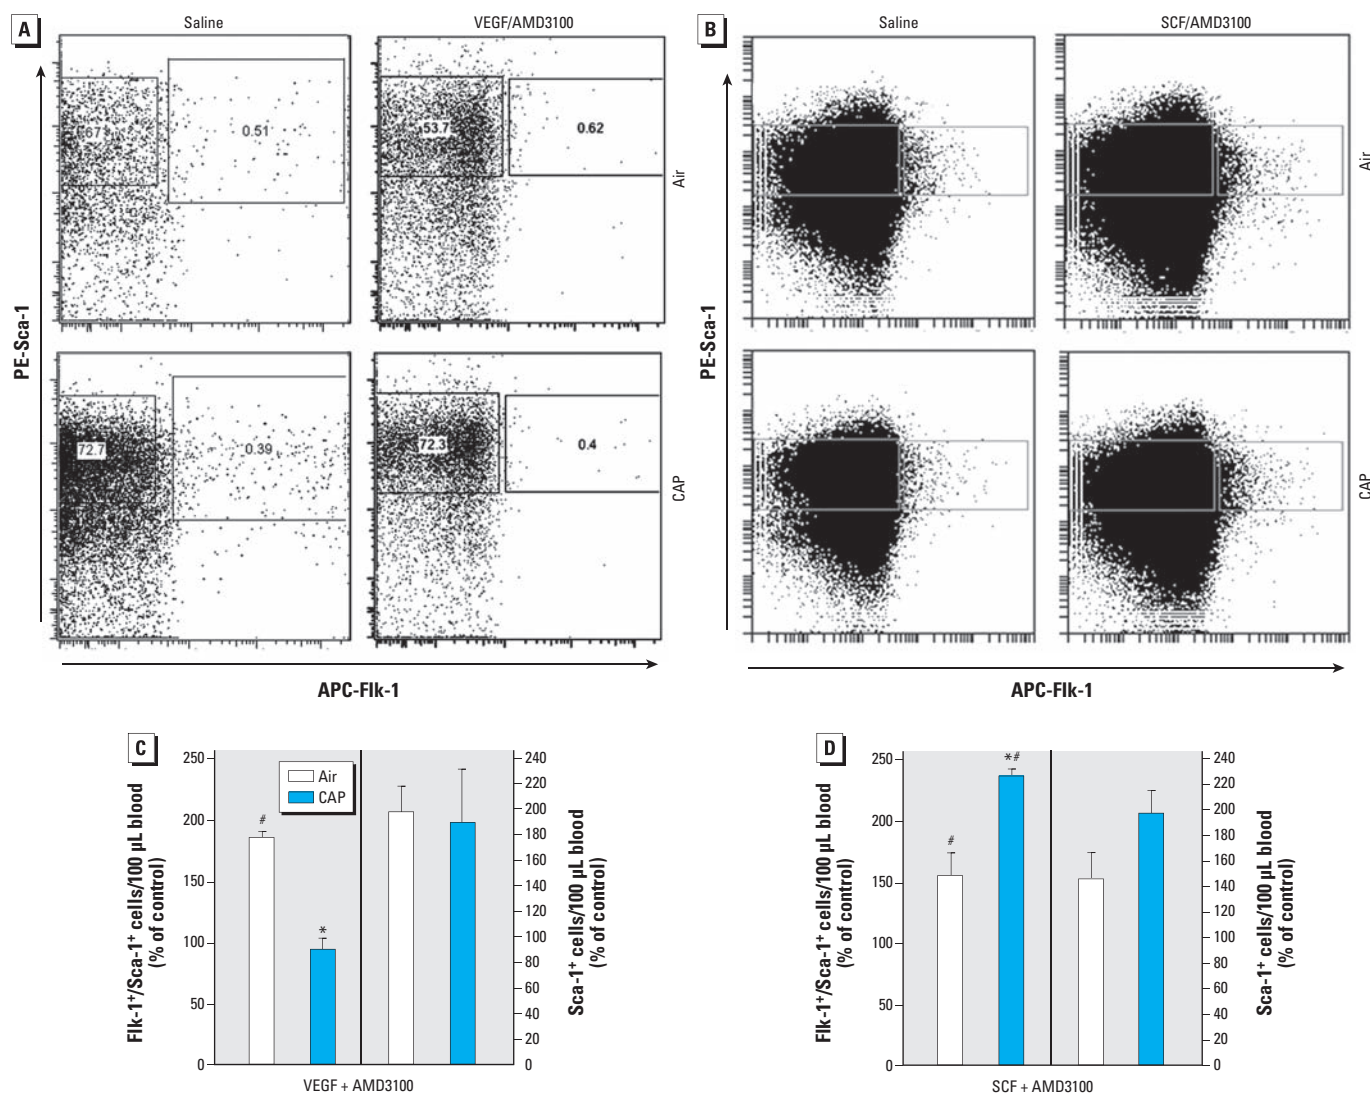 A
Saline
VEGF/AMD3100
B
Saline
SCF/AMD3100
67
0.51
53.7
0.62
Air
Air
PE-Sca-1
PE-Sca-1
72.7
0.39
72.3
0.4
CAP
CAP
APC-Flk-1
APC-Flk-1
C
Flk-1⁺/Sca-1⁺ cells/100 µL blood
(% of control)
250
200
150
100
50
0
Air
CAP
#
*
240
220
200
180
160
140
120
100
80
60
40
20
0
Sca-1⁺ cells/100 µL blood
(% of control)
VEGF + AMD3100
D
Flk-1⁺/Sca-1⁺ cells/100 µL blood
(% of control)
250
200
150
100
50
0
#
*#
240
220
200
180
160
140
120
100
80
60
40
20
0
Sca-1⁺ cells/100 µL blood
(% of control)
SCF + AMD3100